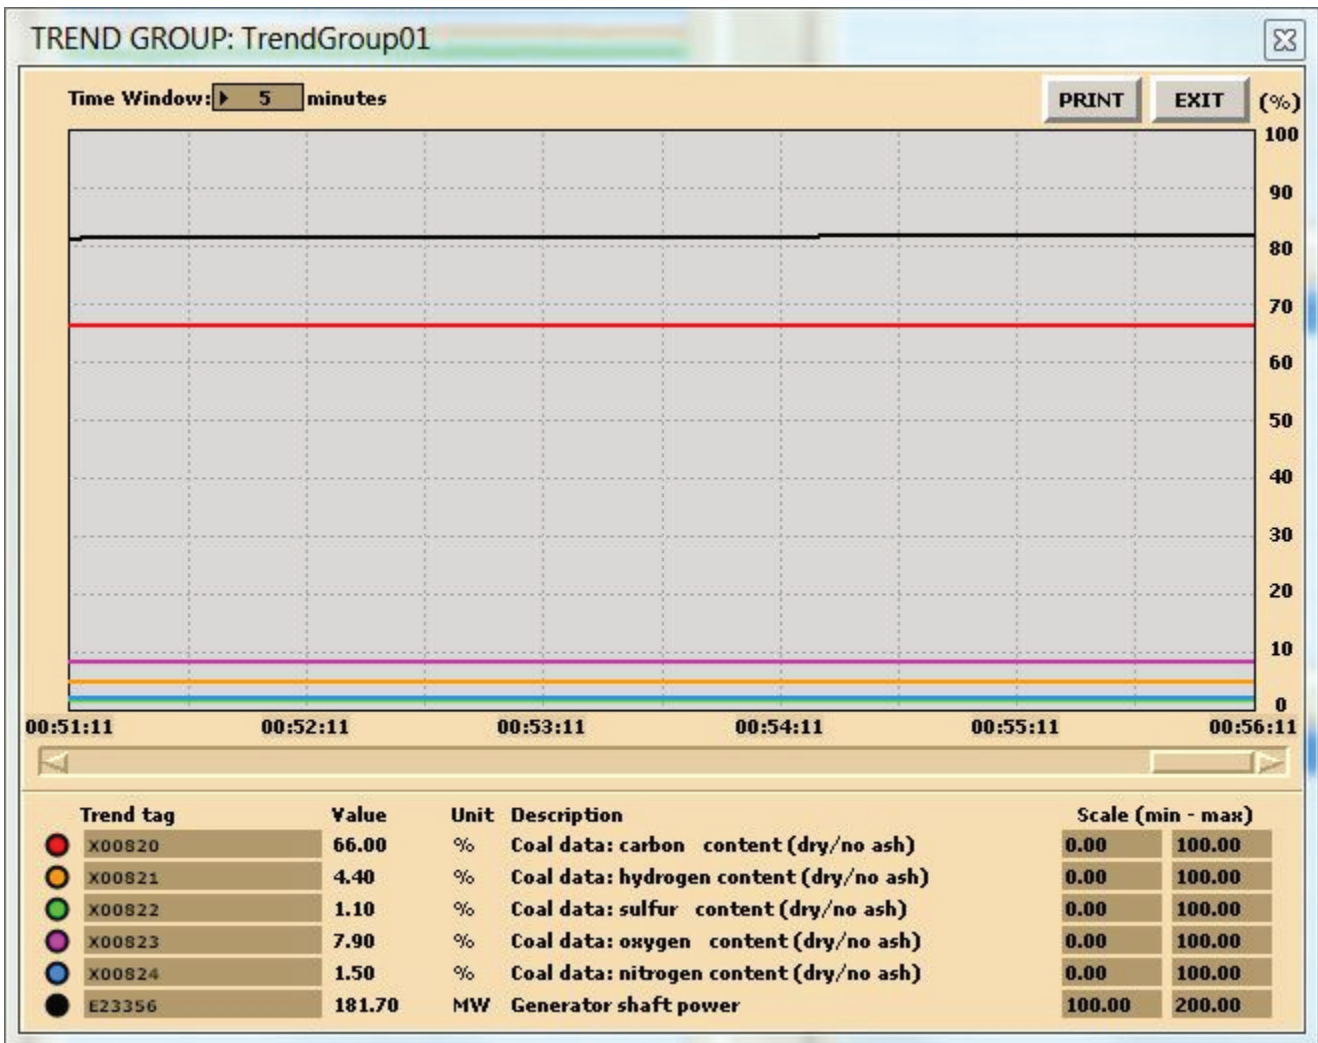 TREND GROUP: TrendGroup01
Time Window: 5 minutes PRINT EXIT (%)
100
90
80
70
60
50
40
30
20
10
0
00:51:11 00:52:11 00:53:11 00:54:11 00:55:11 00:56:11
Trend tag Value Unit Description Scale (min - max)
X00820 66.00 % Coal data: carbon content (dry/no ash) 0.00 100.00
X00821 4.40 % Coal data: hydrogen content (dry/no ash) 0.00 100.00
X00822 1.10 % Coal data: sulfur content (dry/no ash) 0.00 100.00
X00823 7.90 % Coal data: oxygen content (dry/no ash) 0.00 100.00
X00824 1.50 % Coal data: nitrogen content (dry/no ash) 0.00 100.00
E23356 181.70 MW Generator shaft power 100.00 200.00